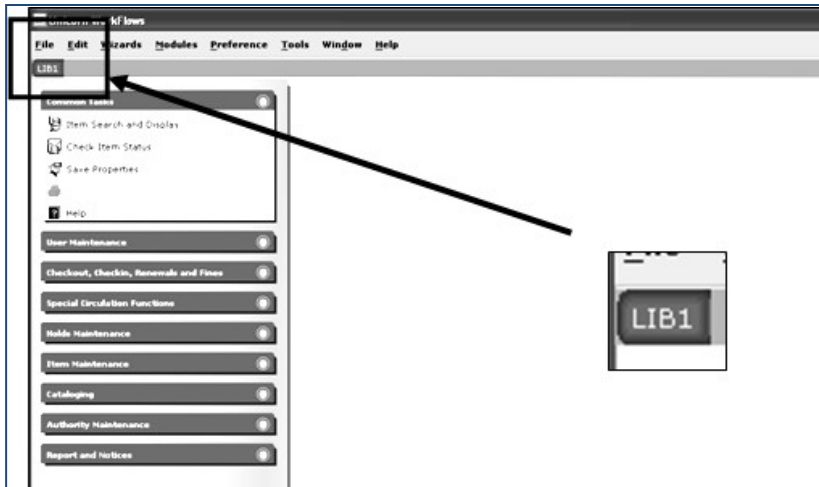 Unicorn WorkFlows
File Edit Wizards Modules Preference Tools Window Help
LIB1
Common Tasks
Item Search and Display
Check Item Status
Save Properties
Help
User Maintenance
Checkout, Checkin, Renewals and Fines
Special Circulation Functions
Holds Maintenance
Item Maintenance
Cataloging
Authority Maintenance
Report and Notices
LIB1